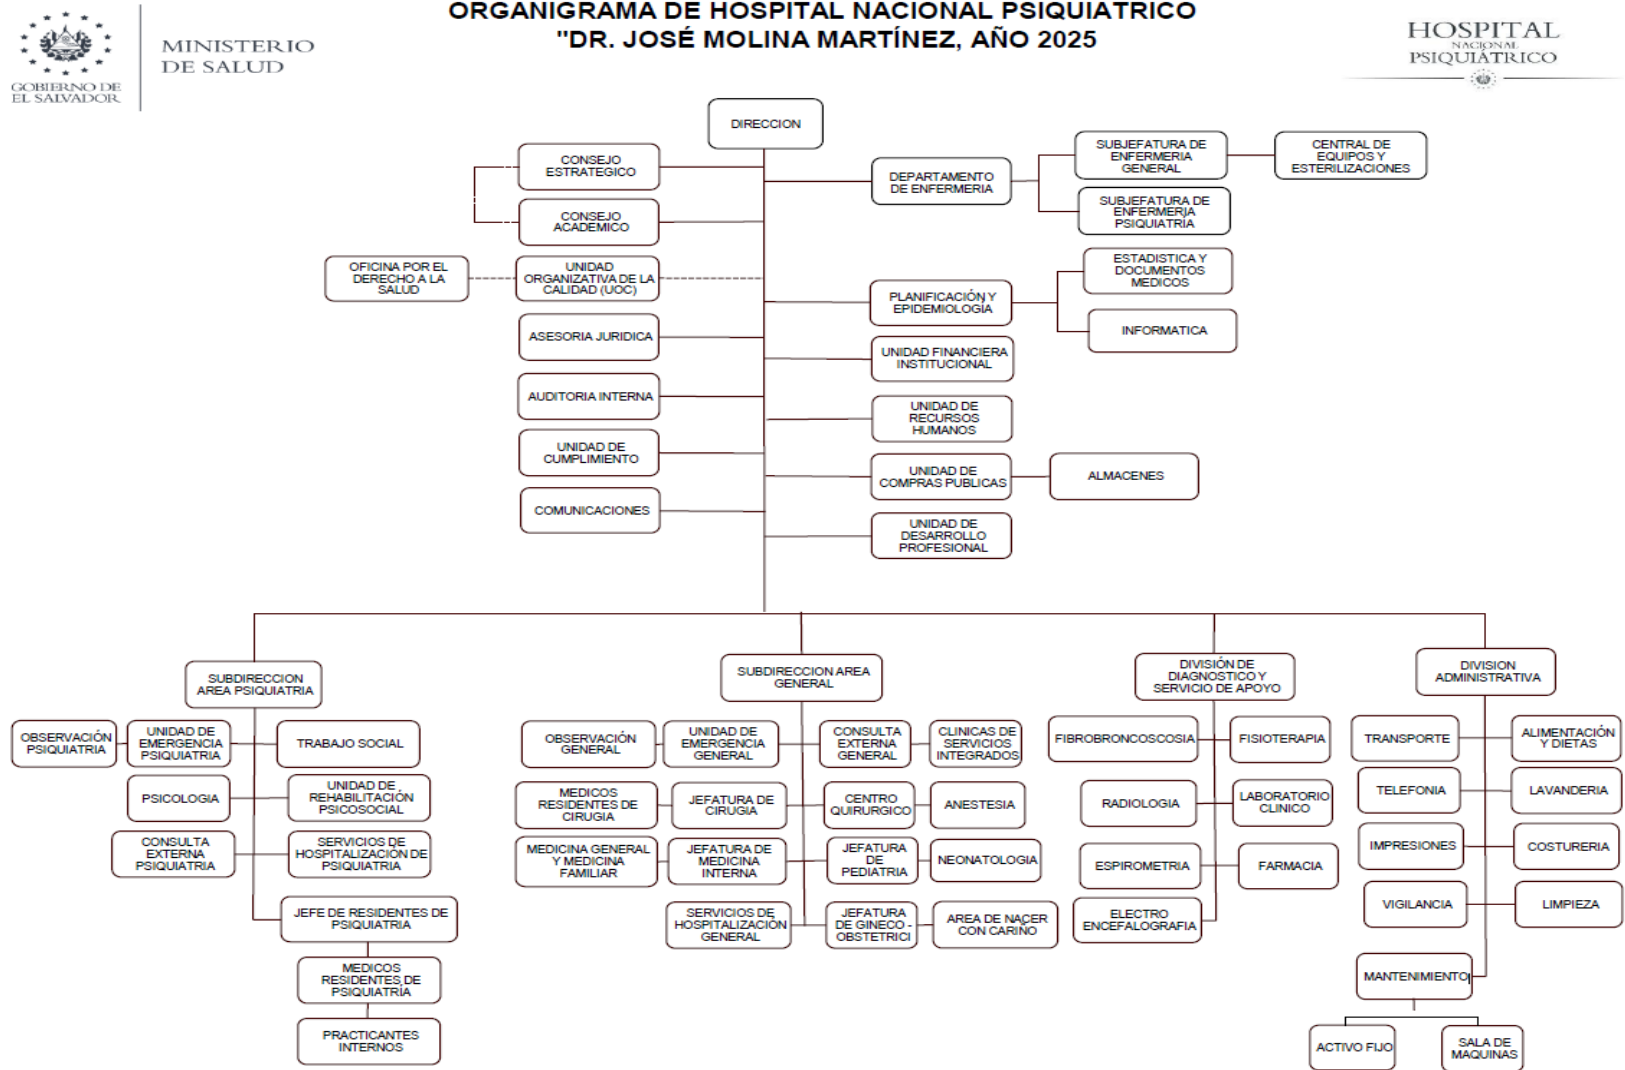 ORGANIGRAMA DE HOSPITAL NACIONAL PSIQUIATRICO
"DR. JOSÉ MOLINA MARTÍNEZ, AÑO 2025
GOBIERNO DE
EL SALVADOR
MINISTERIO
DE SALUD
HOSPITAL
NACIONAL
PSIQUIÁTRICO
DIRECCION
CONSEJO
ESTRATEGICO
CONSEJO
ACADEMICO
OFICINA POR EL
DERECHO A LA
SALUD
UNIDAD
ORGANIZATIVA DE LA
CALIDAD (UOC)
ASESORIA JURIDICA
AUDITORIA INTERNA
UNIDAD DE
CUMPLIMIENTO
COMUNICACIONES
DEPARTAMENTO
DE ENFERMERIA
SUBJEFATURA DE
ENFERMERIA
GENERAL
CENTRAL DE
EQUIPOS Y
ESTERILIZACIONES
SUBJEFATURA DE
ENFERMERIA
PSIQUIATRIA
PLANIFICACIÓN Y
EPIDEMIOLOGÍA
ESTADISTICA Y
DOCUMENTOS
MEDICOS
INFORMATICA
UNIDAD FINANCIERA
INSTITUCIONAL
UNIDAD DE
RECURSOS
HUMANOS
UNIDAD DE
COMPRAS PUBLICAS
ALMACENES
UNIDAD DE
DESARROLLO
PROFESIONAL
SUBDIRECCION
AREA PSIQUIATRIA
OBSERVACIÓN
PSIQUIATRIA
UNIDAD DE
EMERGENCIA
PSIQUIATRIA
TRABAJO SOCIAL
PSICOLOGIA
UNIDAD DE
REHABILITACIÓN
PSICOSOCIAL
CONSULTA
EXTERNA
PSIQUIATRIA
SERVICIOS DE
HOSPITALIZACIÓN DE
PSIQUIATRIA
JEFE DE RESIDENTES DE
PSIQUIATRIA
MEDICOS
RESIDENTES DE
PSIQUIATRÍA
PRACTICANTES
INTERNOS
SUBDIRECCION AREA
GENERAL
OBSERVACIÓN
GENERAL
UNIDAD DE
EMERGENCIA
GENERAL
CONSULTA
EXTERNA
GENERAL
CLINICAS DE
SERVICIOS
INTEGRADOS
MEDICOS
RESIDENTES DE
CIRUGIA
JEFATURA DE
CIRUGIA
CENTRO
QUIRURGICO
ANESTESIA
MEDICINA GENERAL
Y MEDICINA
FAMILIAR
JEFATURA DE
MEDICINA
INTERNA
JEFATURA
DE
PEDIATRIA
NEONATOLOGIA
SERVICIOS DE
HOSPITALIZACIÓN
GENERAL
JEFATURA
DE GINECO -
OBSTETRICI
AREA DE NACER
CON CARIÑO
DIVISIÓN DE
DIAGNOSTICO Y
SERVICIO DE APOYO
FIBROBRONCOSCOSIA
FISIOTERAPIA
RADIOLOGIA
LABORATORIO
CLINICO
ESPIROMETRIA
FARMACIA
ELECTRO
ENCEFALOGRAFIA
DIVISION
ADMINISTRATIVA
TRANSPORTE
ALIMENTACIÓN
Y DIETAS
TELEFONIA
LAVANDERIA
IMPRESIONES
COSTURERIA
VIGILANCIA
LIMPIEZA
MANTENIMIENTO
ACTIVO FIJO
SALA DE
MAQUINAS